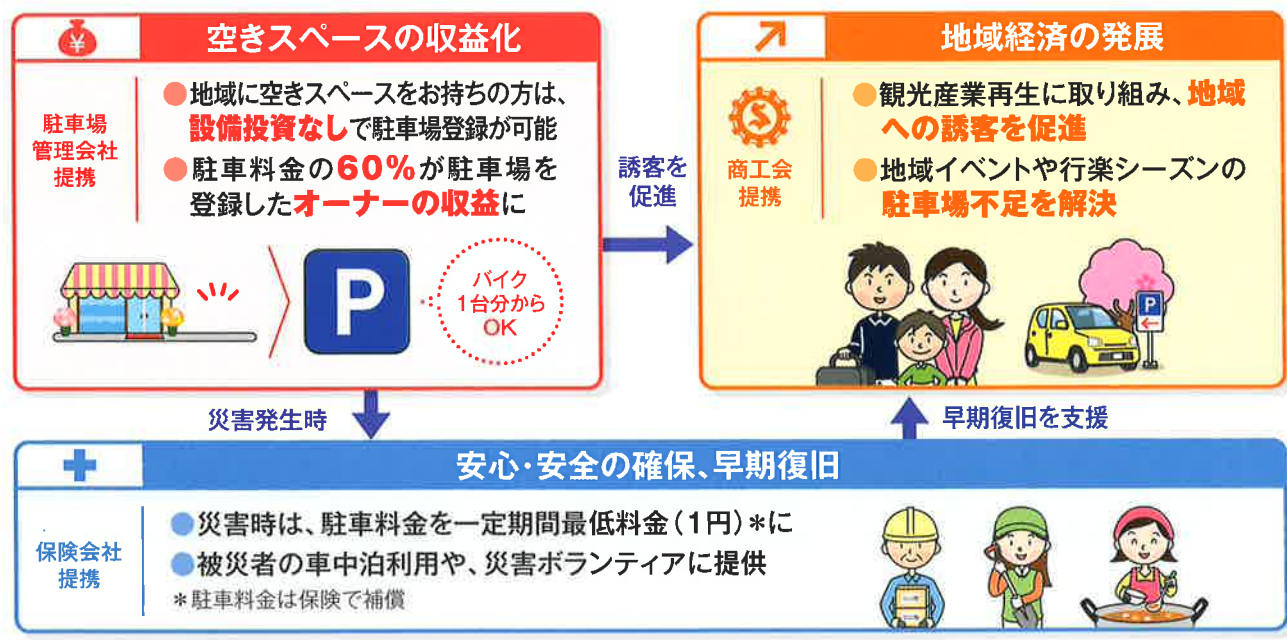 空きスペースの収益化
駐車場
管理会社
提携
●地域に空きスペースをお持ちの方は、
設備投資なしで駐車場登録が可能
●駐車料金の60%が駐車場を
登録したオーナーの収益に
P
バイク
1台分から
OK
誘客を
促進
地域経済の発展
商工会
提携
●観光産業再生に取り組み、地域
への誘客を促進
●地域イベントや行楽シーズンの
駐車場不足を解決
P
災害発生時
早期復旧を支援
安心・安全の確保、早期復旧
保険会社
提携
●災害時は、駐車料金を一定期間最低料金(1円)*に
●被災者の車中泊利用や、災害ボランティアに提供
*駐車料金は保険で補償